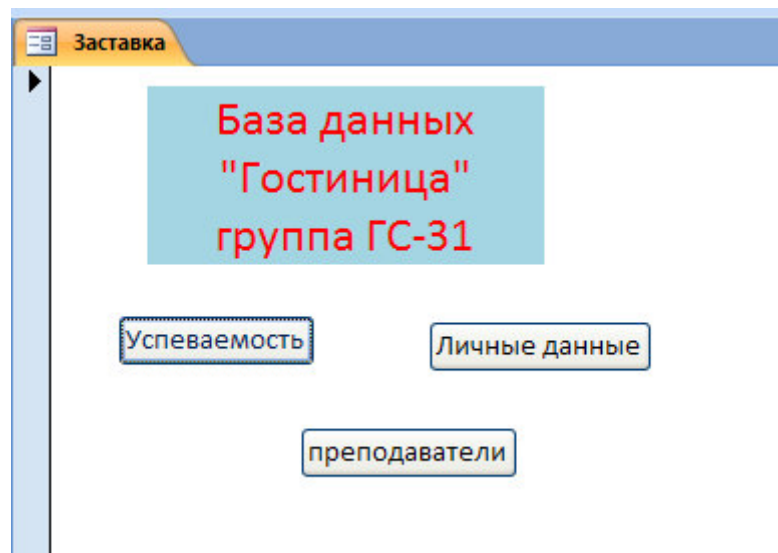 Заставка
База данных
"Гостиница"
группа ГС-31
Успеваемость
Личные данные
преподаватели